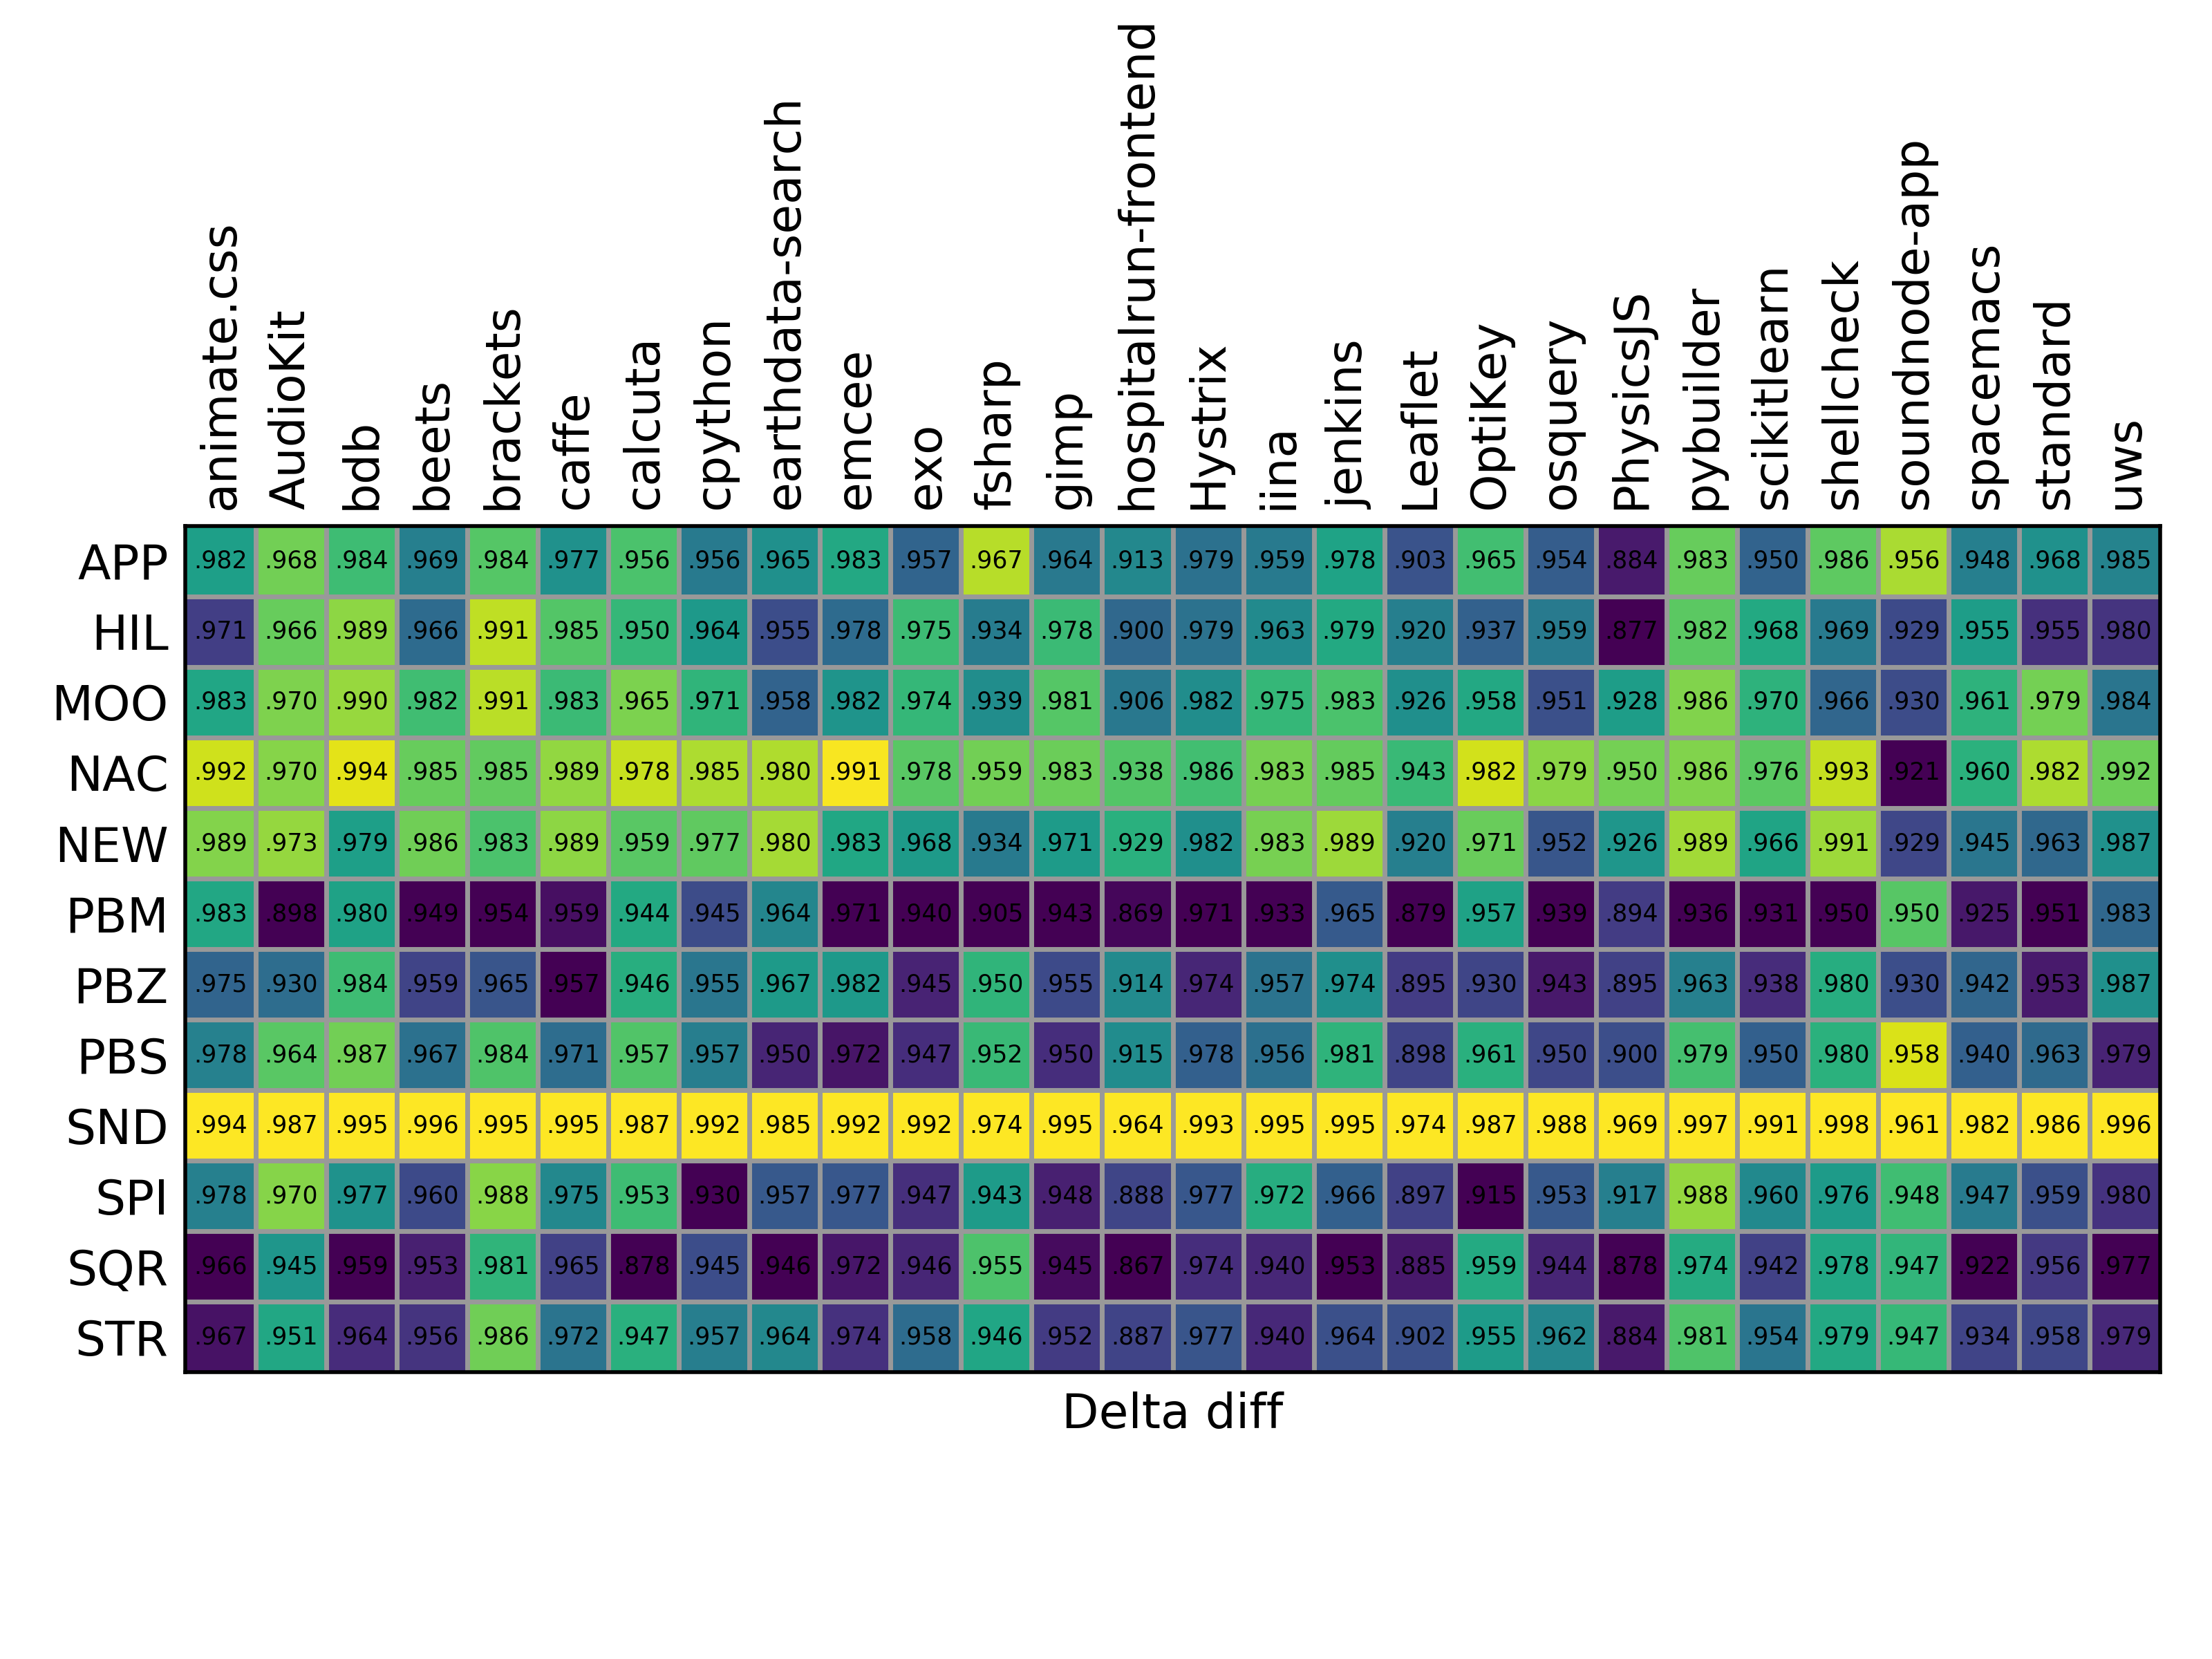 animate.css AudioKit bdb beets brackets caffe calcuta cpython earthdata-search emcee exo fsharp gimp hospitalrun-frontend Hystrix iina jenkins Leaflet OptiKey osquery PhysicsJS pybuilder scikitlearn shellcheck soundnode-app spacemacs standard uws
APP .982 .968 .984 .969 .984 .977 .956 .956 .965 .983 .957 .967 .964 .913 .979 .959 .978 .903 .965 .954 .884 .983 .950 .986 .956 .948 .968 .985
HIL .971 .966 .989 .966 .991 .985 .950 .964 .955 .978 .975 .934 .978 .900 .979 .963 .979 .920 .937 .959 .877 .982 .968 .969 .929 .955 .955 .980
MOO .983 .970 .990 .982 .991 .983 .965 .971 .958 .982 .974 .939 .981 .906 .982 .975 .983 .926 .958 .951 .928 .986 .970 .966 .930 .961 .979 .984
NAC .992 .970 .994 .985 .985 .989 .978 .985 .980 .991 .978 .959 .983 .938 .986 .983 .985 .943 .982 .979 .950 .986 .976 .993 .921 .960 .982 .992
NEW .989 .973 .979 .986 .983 .989 .959 .977 .980 .983 .968 .934 .971 .929 .982 .983 .989 .920 .971 .952 .926 .989 .966 .991 .929 .945 .963 .987
PBM .983 .898 .980 .949 .954 .959 .944 .945 .964 .971 .940 .905 .943 .869 .971 .933 .965 .879 .957 .939 .894 .936 .931 .950 .950 .925 .951 .983
PBZ .975 .930 .984 .959 .965 .957 .946 .955 .967 .982 .945 .950 .955 .914 .974 .957 .974 .895 .930 .943 .895 .963 .938 .980 .930 .942 .953 .987
PBS .978 .964 .987 .967 .984 .971 .957 .957 .950 .972 .947 .952 .950 .915 .978 .956 .981 .898 .961 .950 .900 .979 .950 .980 .958 .940 .963 .979
SND .994 .987 .995 .996 .995 .995 .987 .992 .985 .992 .992 .974 .995 .964 .993 .995 .995 .974 .987 .988 .969 .997 .991 .998 .961 .982 .986 .996
SPI .978 .970 .977 .960 .988 .975 .953 .930 .957 .977 .947 .943 .948 .888 .977 .972 .966 .897 .915 .953 .917 .988 .960 .976 .948 .947 .959 .980
SQR .966 .945 .959 .953 .981 .965 .878 .945 .946 .972 .946 .955 .945 .867 .974 .940 .953 .885 .959 .944 .878 .974 .942 .978 .947 .922 .956 .977
STR .967 .951 .964 .956 .986 .972 .947 .957 .964 .974 .958 .946 .952 .887 .977 .940 .964 .902 .955 .962 .884 .981 .954 .979 .947 .934 .958 .979
Delta diff